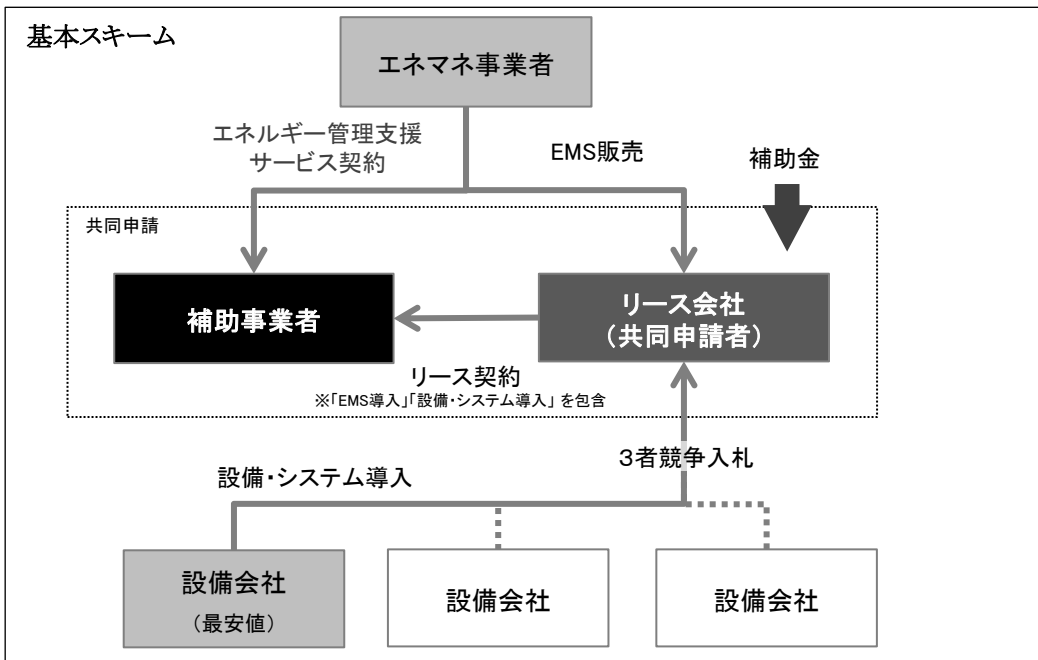 基本スキーム
エネマネ事業者
エネルギー管理支援
サービス契約
EMS販売
補助金
共同申請
補助事業者
リース会社
(共同申請者)
リース契約
※「EMS導入」「設備・システム導入」を包含
3者競争入札
設備・システム導入
設備会社
(最安値)
設備会社
設備会社